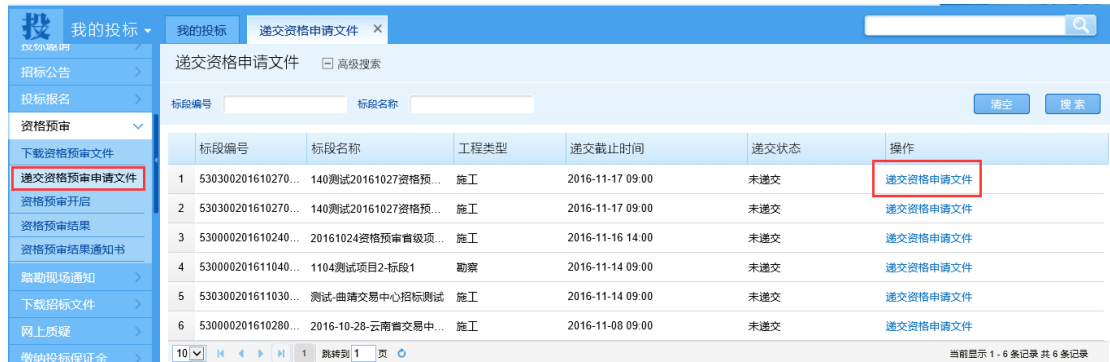 投 我的投标 我的投标 递交资格申请文件 ×
招标公告
投标报名
资格预审
下载资格预审文件
递交资格预审申请文件
资格预审开启
资格预审结果
资格预审结果通知书
踏勘现场通知
下载招标文件
网上质疑
缴纳投标保证金
递交资格申请文件 高级搜索
标段编号 标段名称 清空 搜索
标段编号 标段名称 工程类型 递交截止时间 递交状态 操作
1 530300201610270... 140测试20161027资格预... 施工 2016-11-17 09:00 未递交 递交资格申请文件
2 530300201610270... 140测试20161027资格预... 施工 2016-11-17 09:00 未递交 递交资格申请文件
3 530000201610240... 20161024资格预审省级项... 施工 2016-11-16 14:00 未递交 递交资格申请文件
4 530000201611040... 1104测试项目2-标段1 勘察 2016-11-14 09:00 未递交 递交资格申请文件
5 530300201611030... 测试-曲靖交易中心招标测试 施工 2016-11-14 09:00 未递交 递交资格申请文件
6 530000201610280... 2016-10-28-云南省交易中... 施工 2016-11-08 09:00 未递交 递交资格申请文件
10 1 跳转到 1 页 当前显示 1 - 6 条记录 共 6 条记录